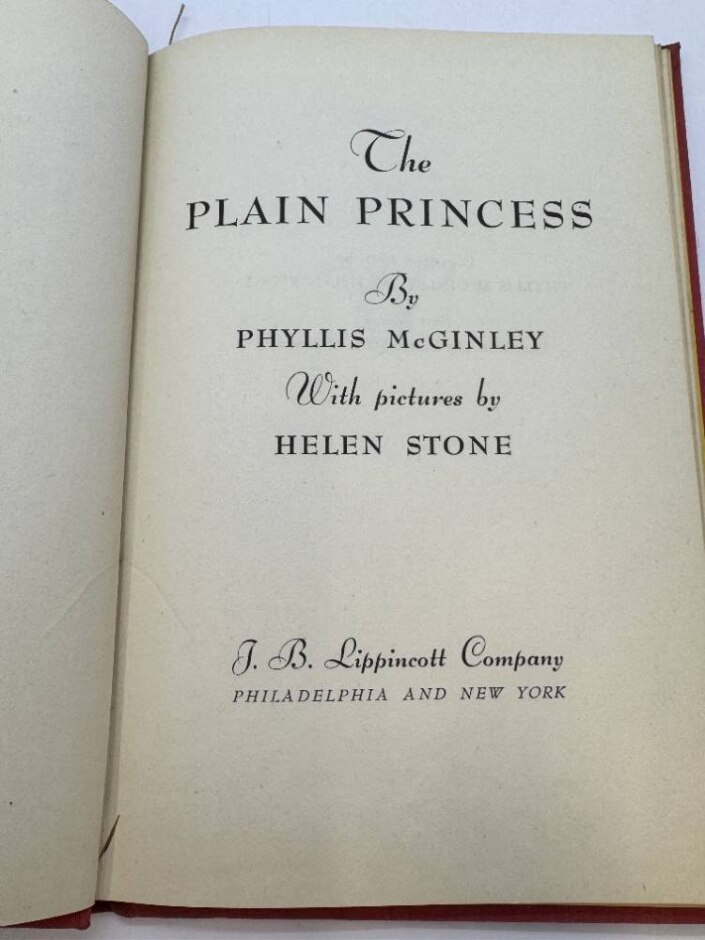 The
PLAIN PRINCESS
By
PHYLLIS McGINLEY
With pictures by
HELEN STONE
J. B. Lippincott Company
PHILADELPHIA AND NEW YORK